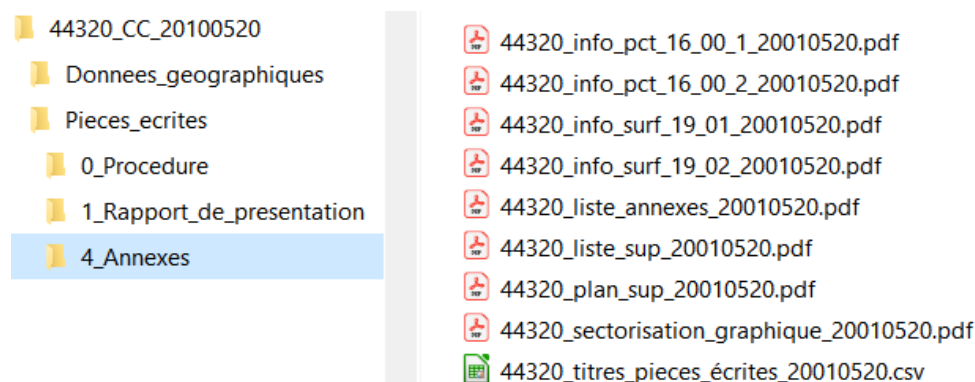 44320_CC_20100520
Donnees_geographiques
Pieces_ecrites
0_Procedure
1_Rapport_de_presentation
4_Annexes
44320_info_pct_16_00_1_20010520.pdf
44320_info_pct_16_00_2_20010520.pdf
44320_info_surf_19_01_20010520.pdf
44320_info_surf_19_02_20010520.pdf
44320_liste_annexes_20010520.pdf
44320_liste_sup_20010520.pdf
44320_plan_sup_20010520.pdf
44320_sectorisation_graphique_20010520.pdf
44320_titres_pieces_écrites_20010520.csv